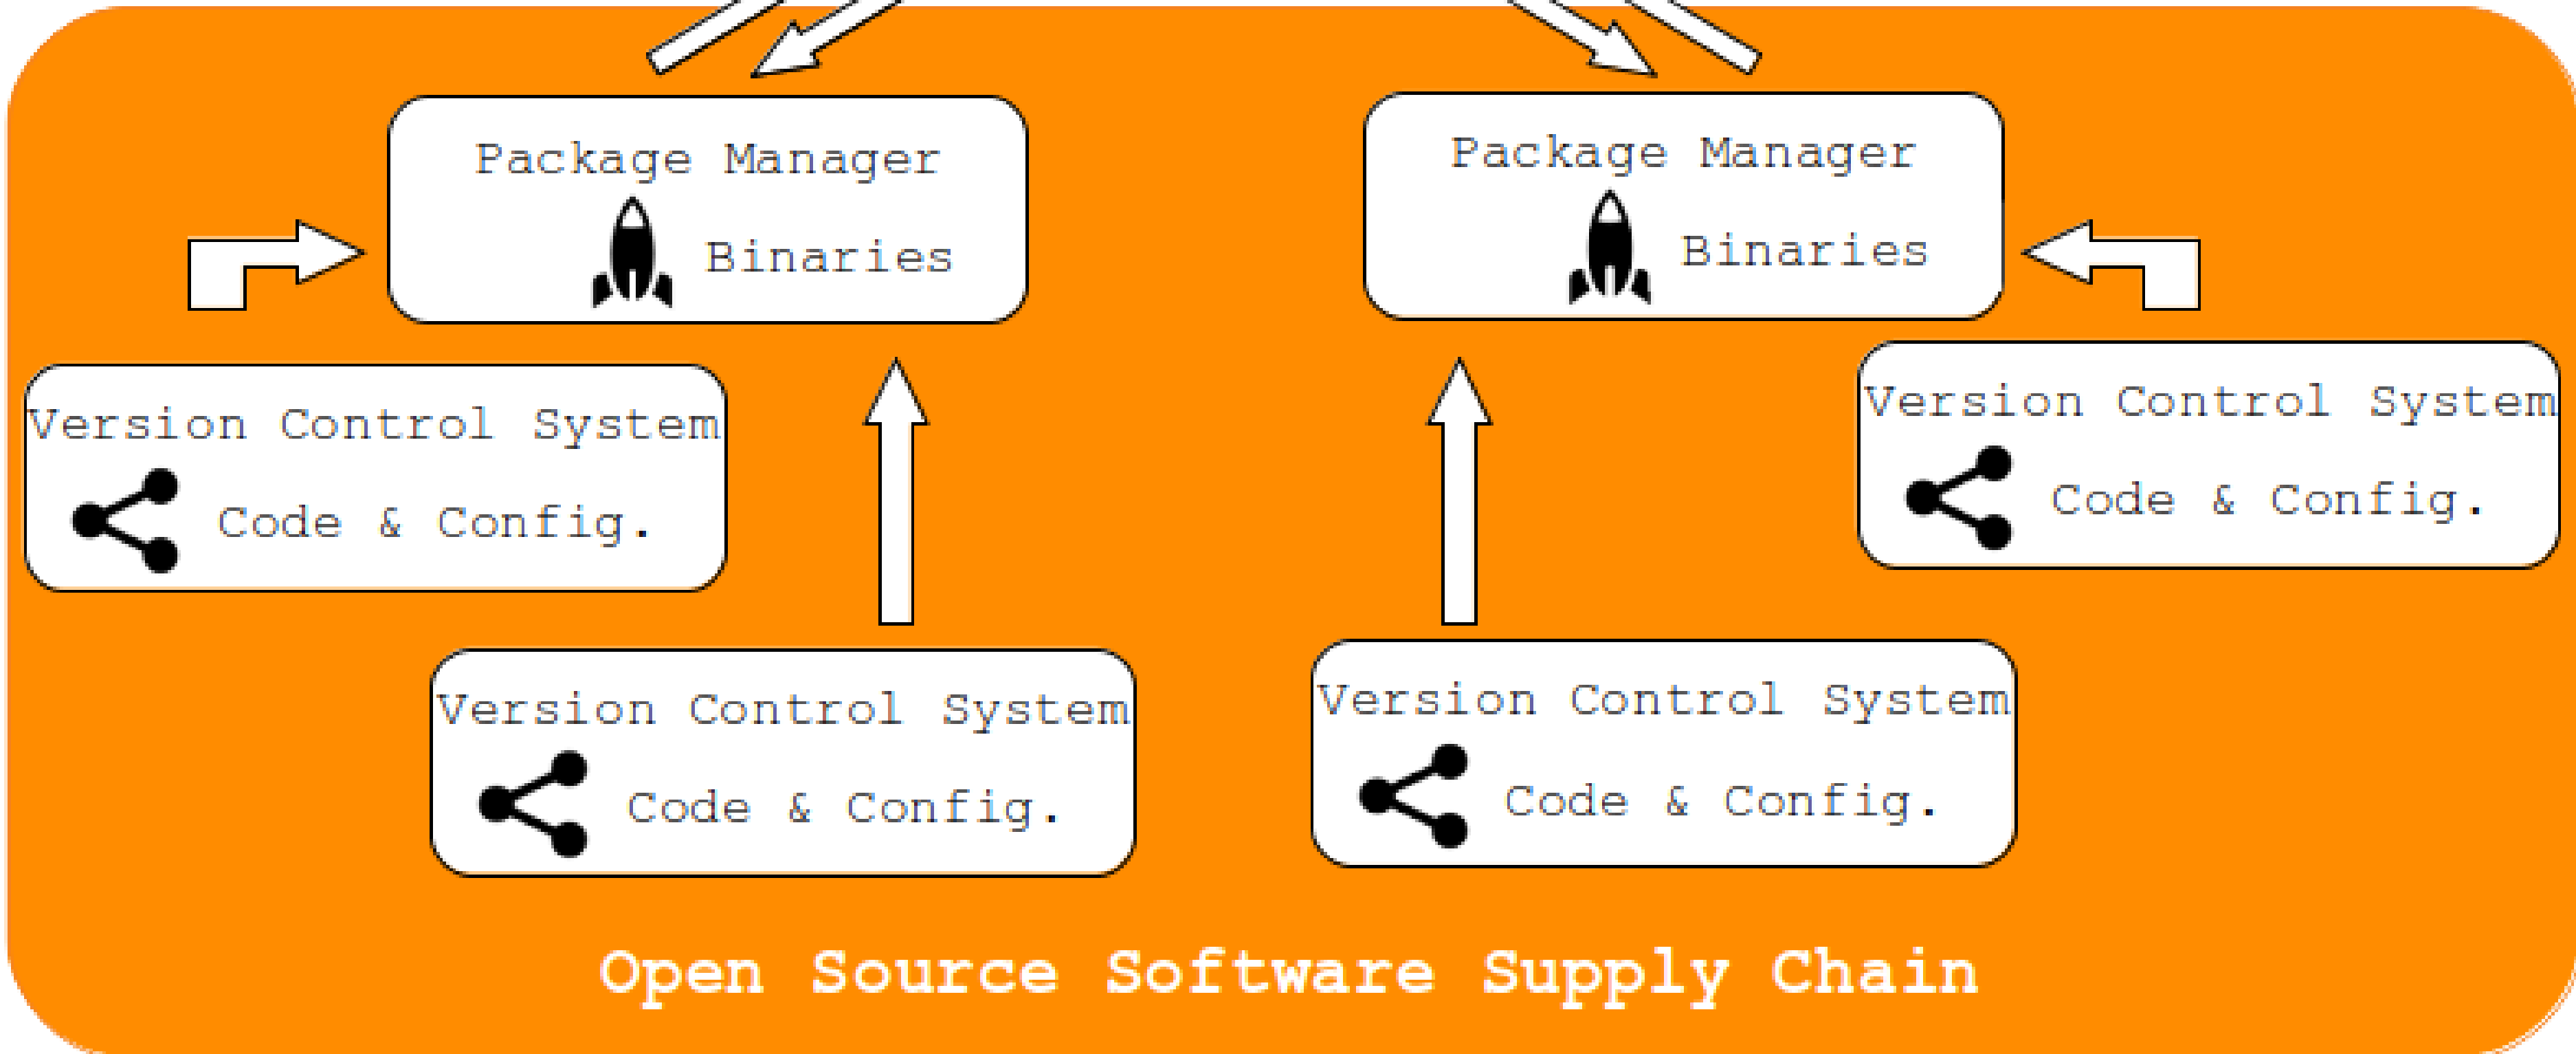 Package Manager
Binaries
Package Manager
Binaries
Version Control System
Code & Config.
Version Control System
Code & Config.
Version Control System
Code & Config.
Version Control System
Code & Config.
Open Source Software Supply Chain